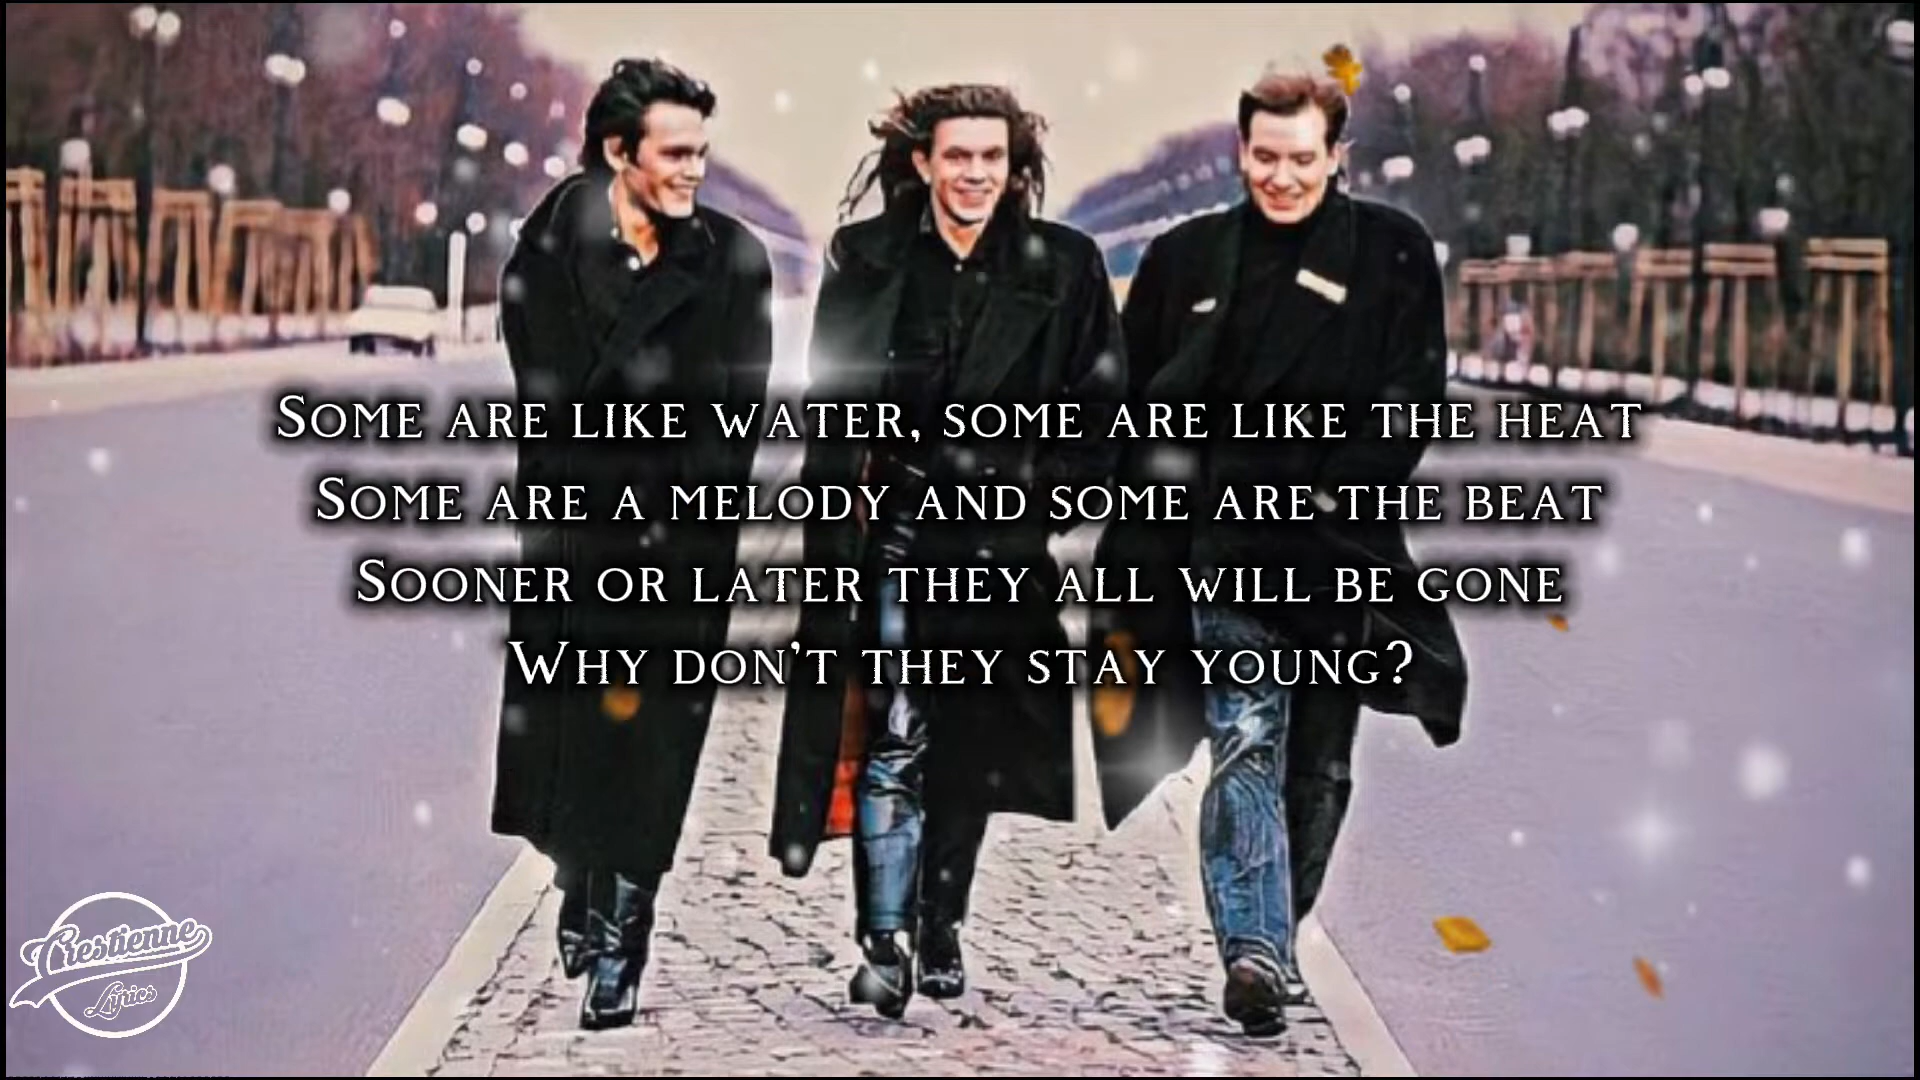 Some are like water, some are like the heat
Some are a melody and some are the beat
Sooner or later they all will be gone
Why don't they stay young?
Crestienne
Lyrics